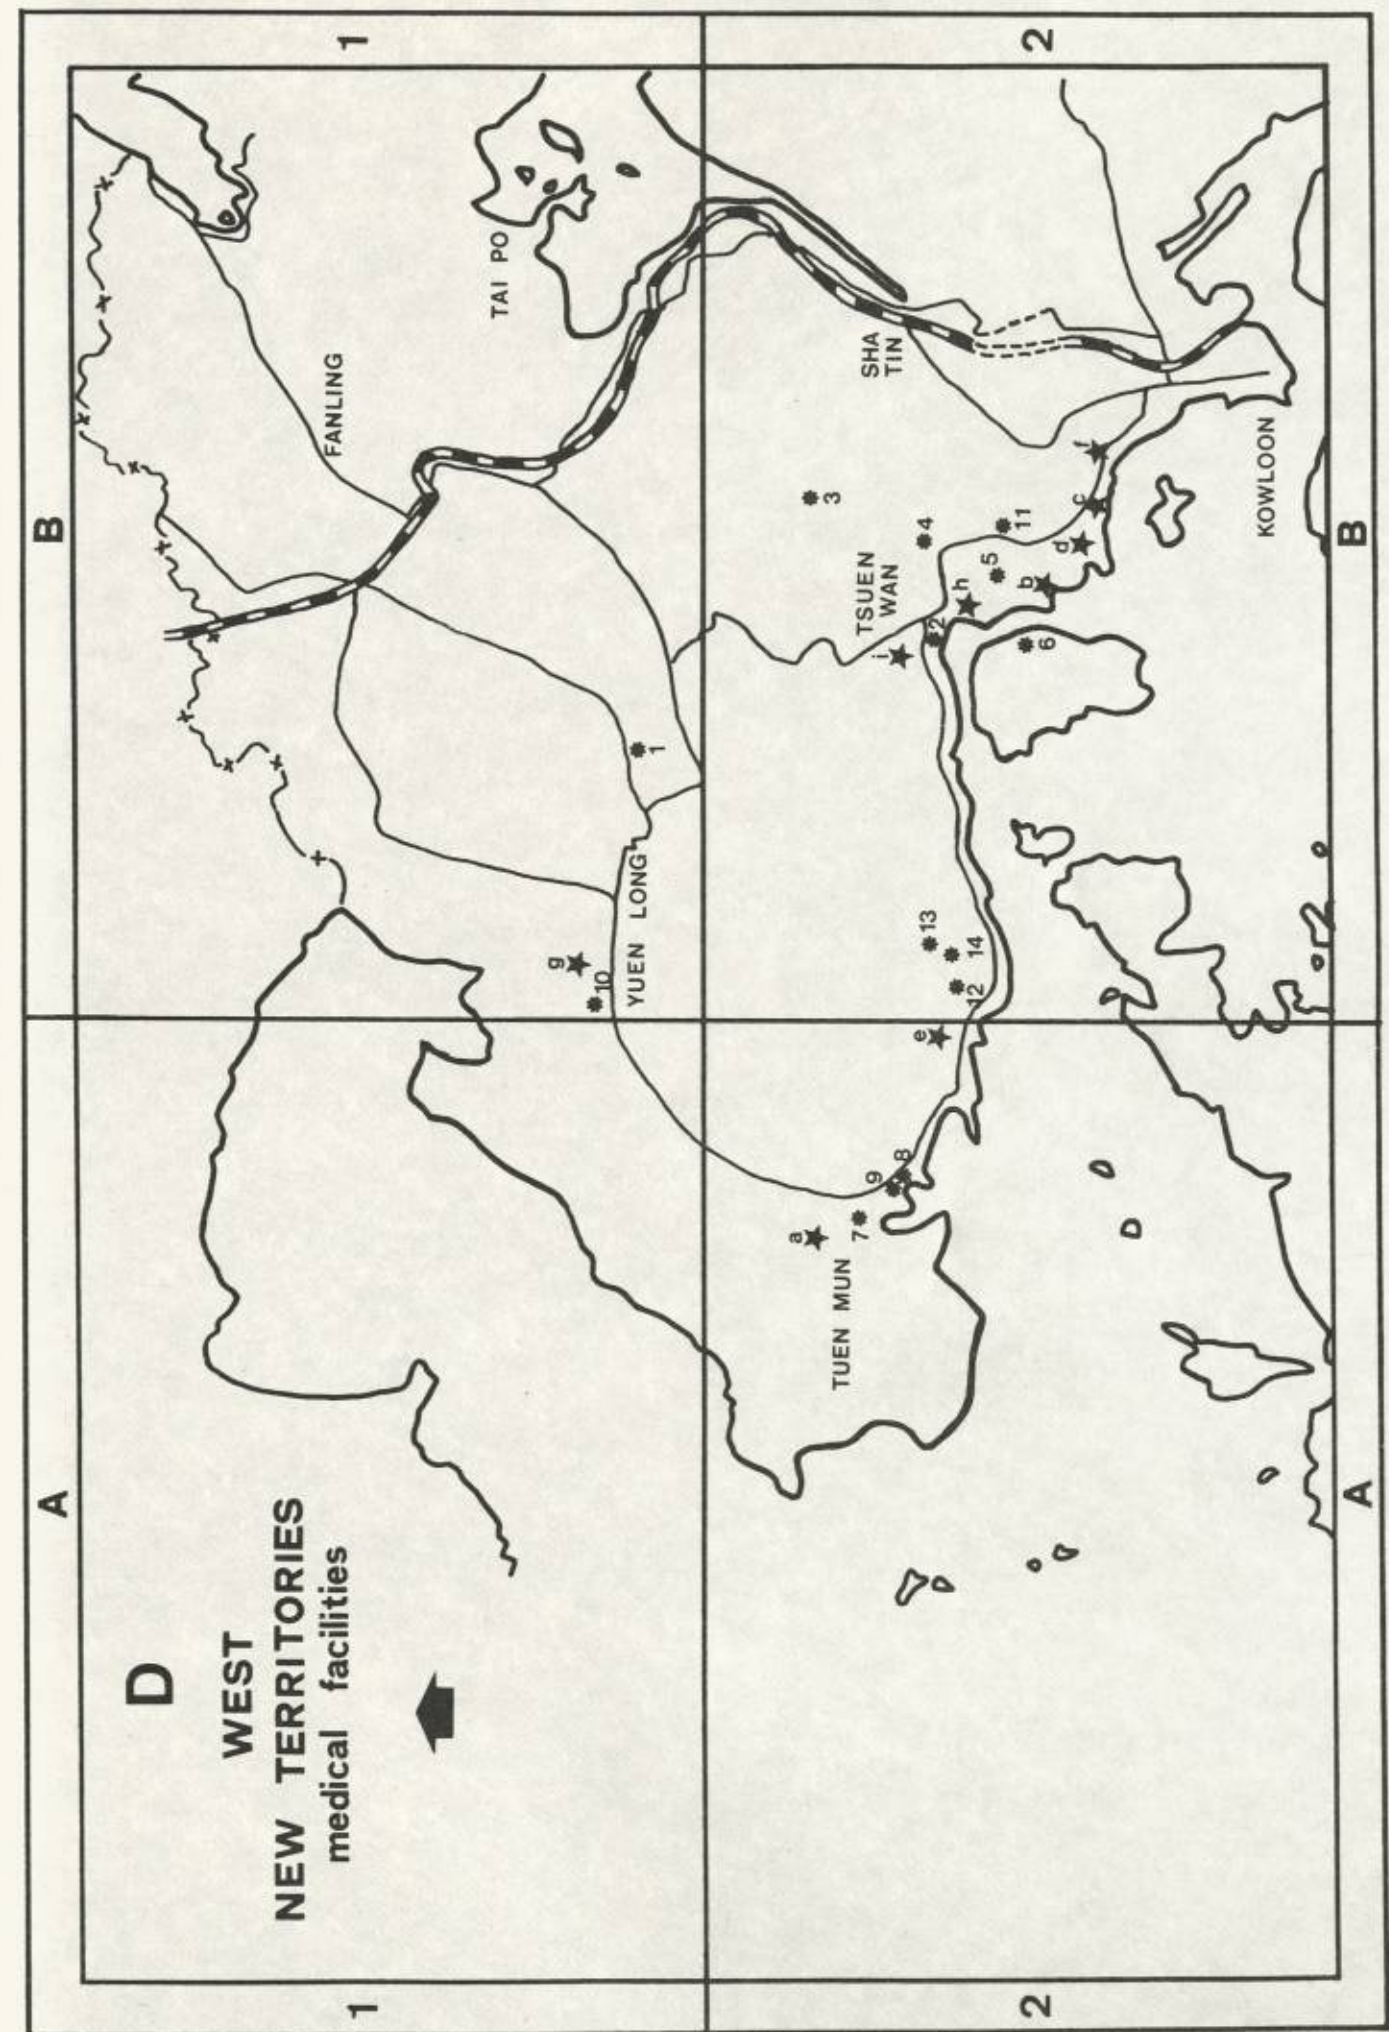 D
WEST
NEW TERRITORIES
medical facilities
A
B
1
1
FANLING
TAI PO
YUEN LONG
g
10
1
2
2
TSUEN
WAN
SHA
TIN
3
4
11
5
i
h
2
d
c
f
b
6
13
14
12
e
TUEN MUN
a
7
9
8
KOWLOON
A
B